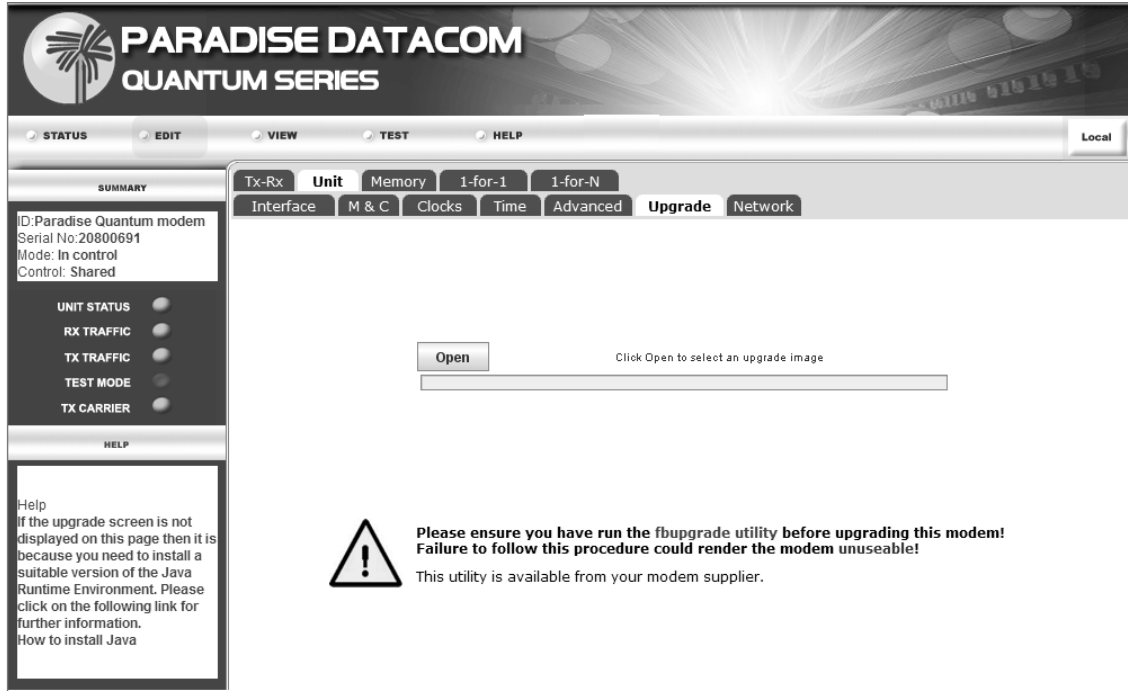 PARADISE DATACOM
QUANTUM SERIES
STATUS EDIT VIEW TEST HELP Local
SUMMARY
ID:Paradise Quantum modem
Serial No:20800691
Mode: In control
Control: Shared
UNIT STATUS
RX TRAFFIC
TX TRAFFIC
TEST MODE
TX CARRIER
HELP
Help
If the upgrade screen is not
displayed on this page then it is
because you need to install a
suitable version of the Java
Runtime Environment. Please
click on the following link for
further information.
How to install Java
Tx-Rx Unit Memory 1-for-1 1-for-N
Interface M & C Clocks Time Advanced Upgrade Network
Open Click Open to select an upgrade image
Please ensure you have run the fbupgrade utility before upgrading this modem!
Failure to follow this procedure could render the modem unuseable!
This utility is available from your modem supplier.